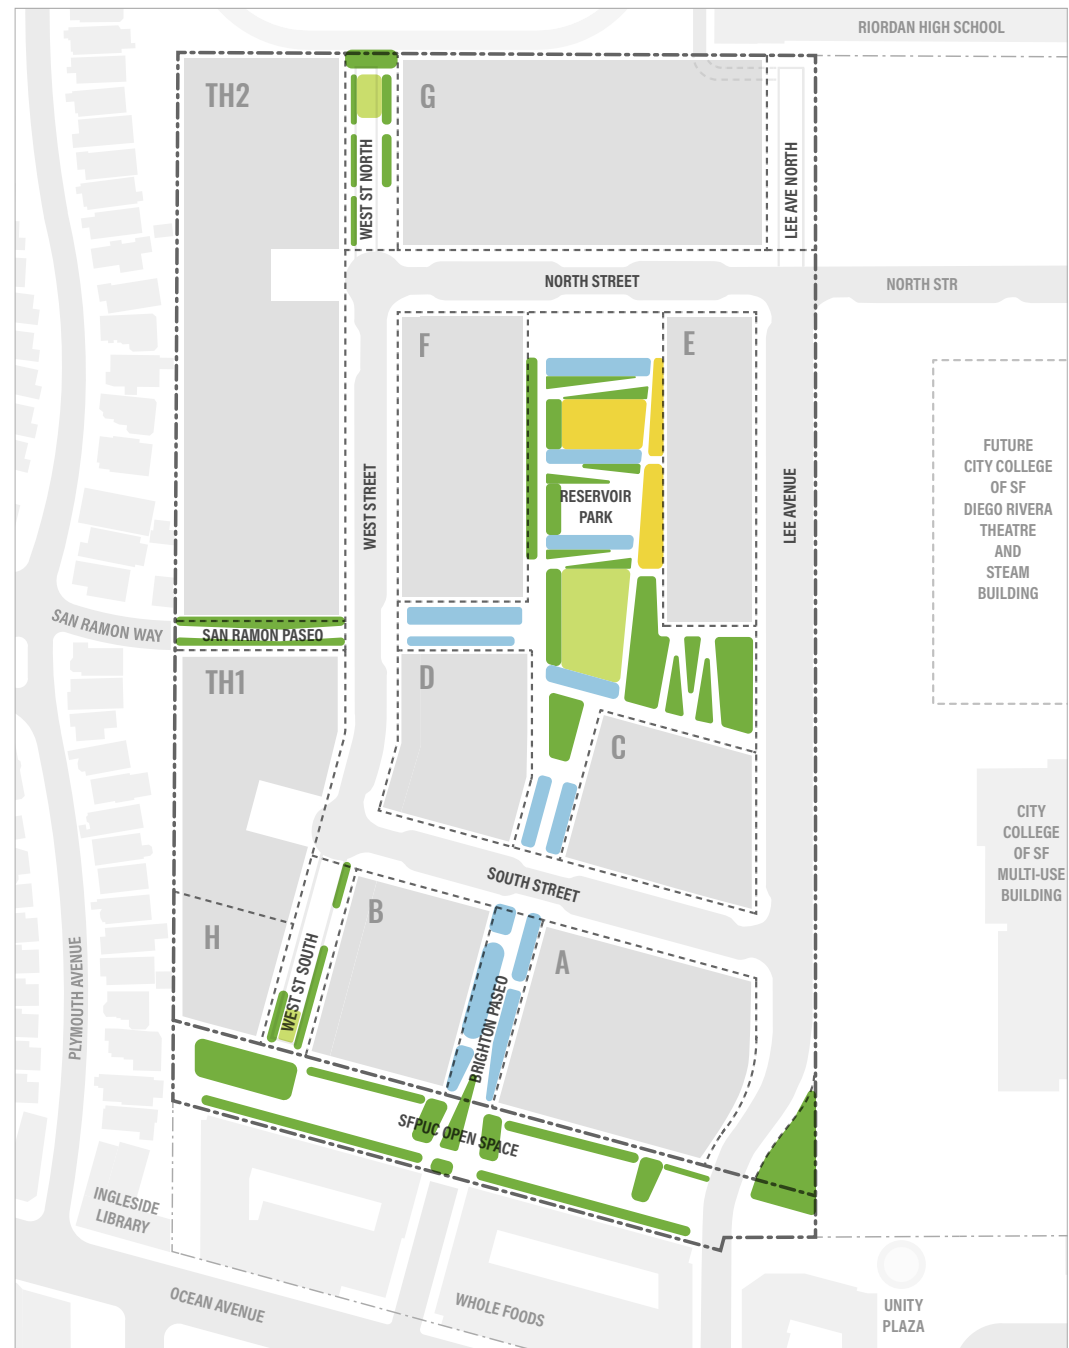 RIORDAN HIGH SCHOOL
TH2
G
WEST ST NORTH
LEE AVE NORTH
NORTH STREET
NORTH STR
F
E
FUTURE
CITY COLLEGE
OF SF
DIEGO RIVERA
THEATRE
AND
STEAM
BUILDING
WEST STREET
RESERVOIR
PARK
LEE AVENUE
SAN RAMON WAY
SAN RAMON PASEO
TH1
D
C
CITY
COLLEGE
OF SF
MULTI-USE
BUILDING
SOUTH STREET
H
B
A
PLYMOUTH AVENUE
WEST ST SOUTH
BRIGHTON PASEO
SFPUC OPEN SPACE
INGLESIDE
LIBRARY
OCEAN AVENUE
WHOLE FOODS
UNITY
PLAZA